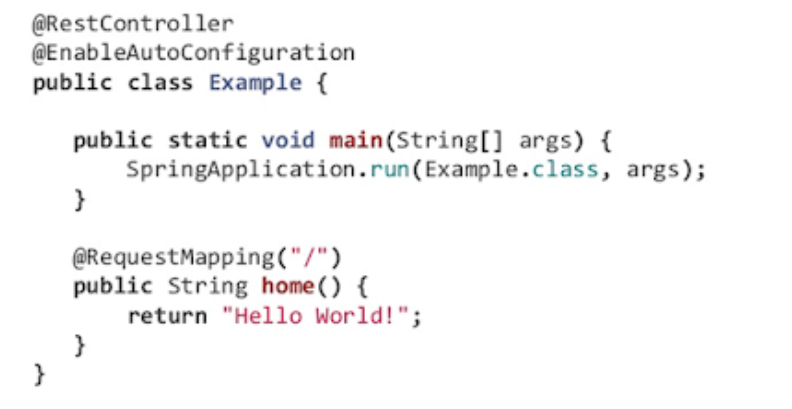 @RestController
@EnableAutoConfiguration
public class Example {
public static void main(String[] args) {
SpringApplication.run(Example.class, args);
}
@RequestMapping("/")
public String home() {
return "Hello World!";
}
}